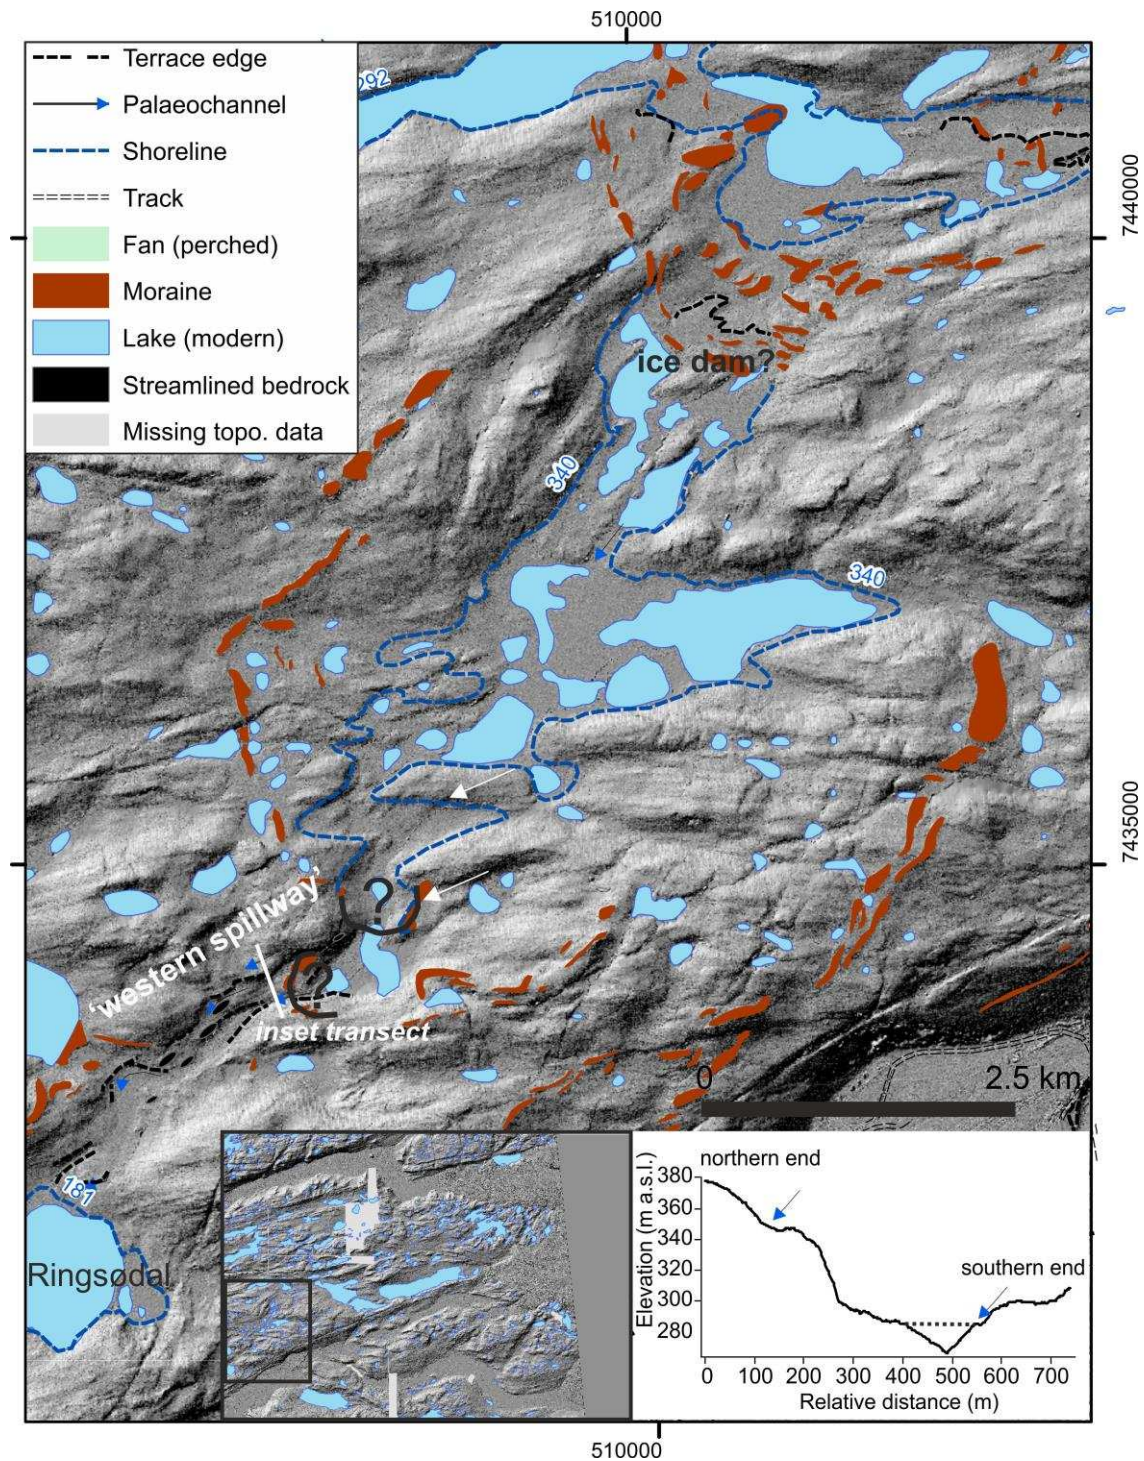 510000
Terrace edge
Palaeochannel
Shoreline
Track
Fan (perched)
Moraine
Lake (modern)
Streamlined bedrock
Missing topo. data
292
7440000
ice dam?
340
340
7435000
?
‘western spillway’
?
inset transect
0 2.5 km
181
Ringsødal
northern end
southern end
Elevation (m a.s.l.)
380
360
340
320
300
280
0 100 200 300 400 500 600 700
Relative distance (m)
510000